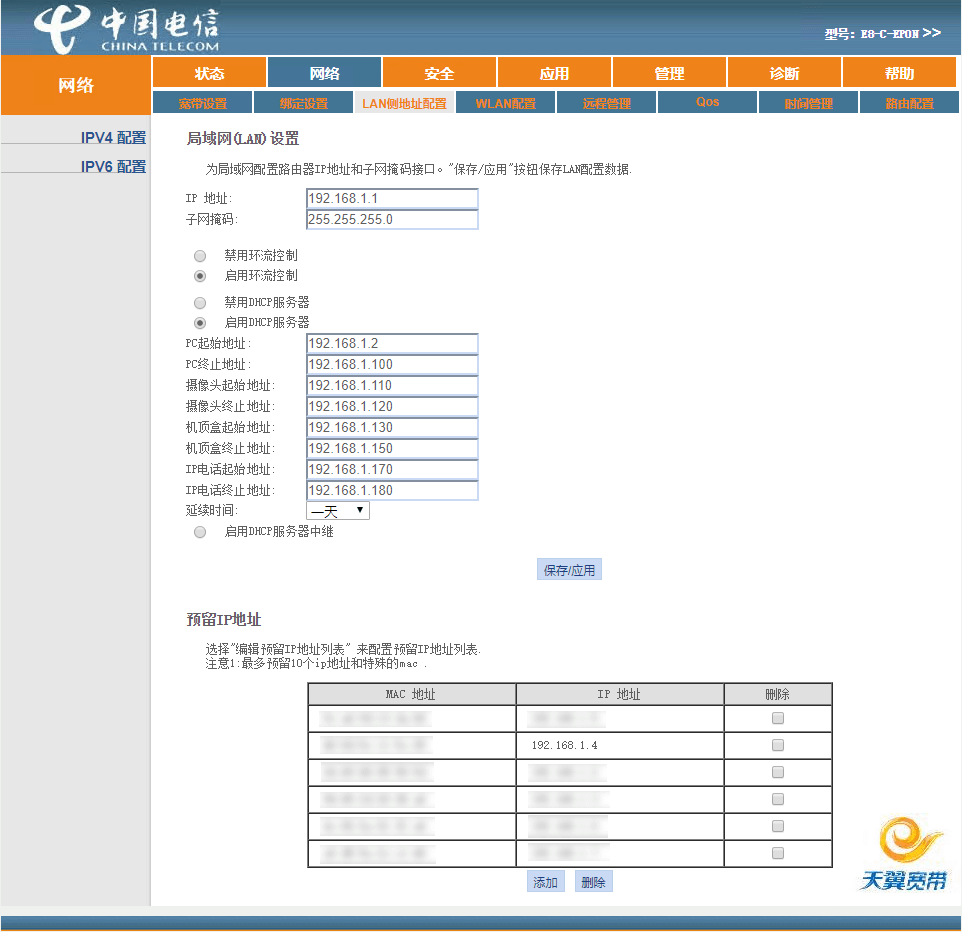 中国电信
CHINA TELECOM
型号: E8-C-EPON >>
网络
状态 网络 安全 应用 管理 诊断 帮助
宽带设置 绑定设置 LAN侧地址配置 WLAN配置 远程管理 Qos 时间管理 路由配置
IPV4 配置
IPV6 配置
局域网(LAN)设置
为局域网配置路由器IP地址和子网掩码接口。"保存/应用"按钮保存LAN配置数据.
IP 地址: 192.168.1.1
子网掩码: 255.255.255.0
禁用环流控制
启用环流控制
禁用DHCP服务器
启用DHCP服务器
PC起始地址: 192.168.1.2
PC终止地址: 192.168.1.100
摄像头起始地址: 192.168.1.110
摄像头终止地址: 192.168.1.120
机顶盒起始地址: 192.168.1.130
机顶盒终止地址: 192.168.1.150
IP电话起始地址: 192.168.1.170
IP电话终止地址: 192.168.1.180
延续时间: 一天
启用DHCP服务器中继
保存/应用
预留IP地址
选择"编辑预留IP地址列表" 来配置预留IP地址列表.
注意1:最多预留10个ip地址和特殊的mac .
MAC 地址 IP 地址 删除
192.168.1.4
添加 删除
天翼宽带